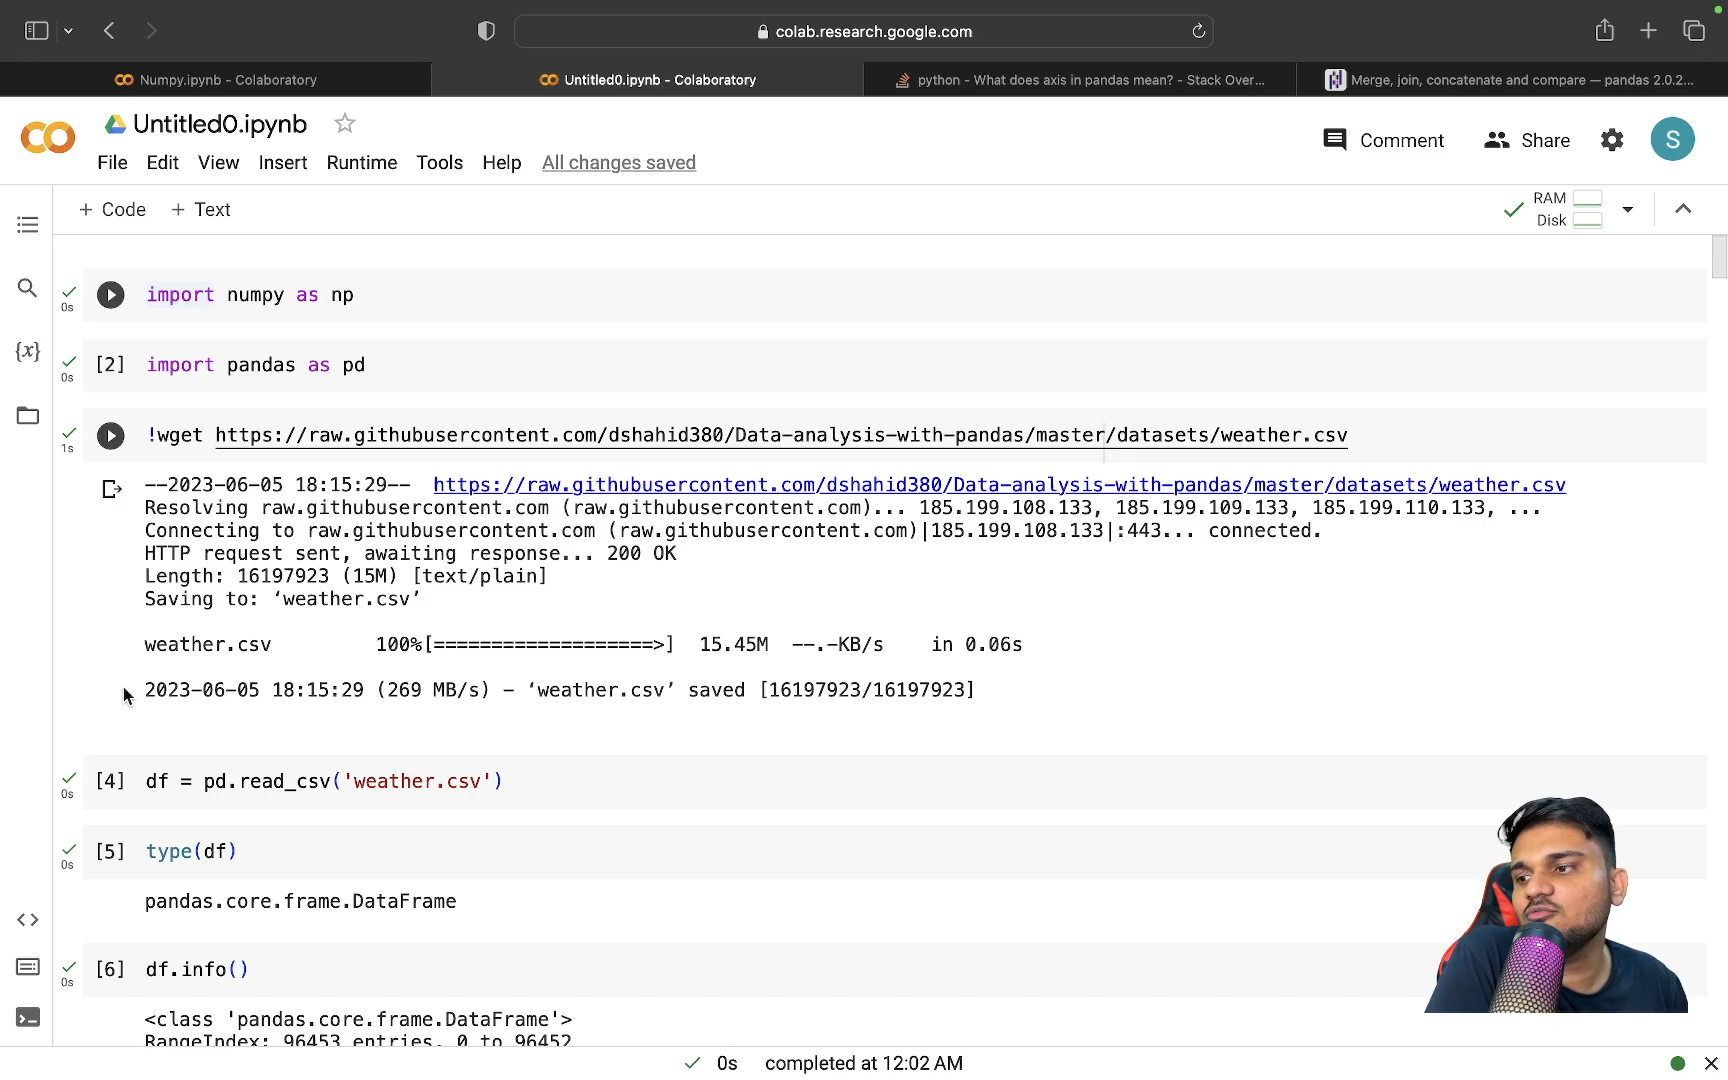 colab.research.google.com
Numpy.ipynb - Colaboratory
Untitled0.ipynb - Colaboratory
python - What does axis in pandas mean? - Stack Over...
Merge, join, concatenate and compare — pandas 2.0.2...
Untitled0.ipynb
Comment
Share
S
File Edit View Insert Runtime Tools Help All changes saved
+ Code + Text
RAM
Disk
0s
import numpy as np
[2] import pandas as pd
0s
!wget https://raw.githubusercontent.com/dshahid380/Data-analysis-with-pandas/master/datasets/weather.csv
1s
--2023-06-05 18:15:29-- https://raw.githubusercontent.com/dshahid380/Data-analysis-with-pandas/master/datasets/weather.csv
Resolving raw.githubusercontent.com (raw.githubusercontent.com)... 185.199.108.133, 185.199.109.133, 185.199.110.133, ...
Connecting to raw.githubusercontent.com (raw.githubusercontent.com)|185.199.108.133|:443... connected.
HTTP request sent, awaiting response... 200 OK
Length: 16197923 (15M) [text/plain]
Saving to: ‘weather.csv’
weather.csv 100%[===================>] 15.45M --.-KB/s in 0.06s
2023-06-05 18:15:29 (269 MB/s) - ‘weather.csv’ saved [16197923/16197923]
[4] df = pd.read_csv('weather.csv')
0s
[5] type(df)
0s
pandas.core.frame.DataFrame
[6] df.info()
0s
<class 'pandas.core.frame.DataFrame'>
RangeIndex: 96453 entries, 0 to 96452
0s completed at 12:02 AM